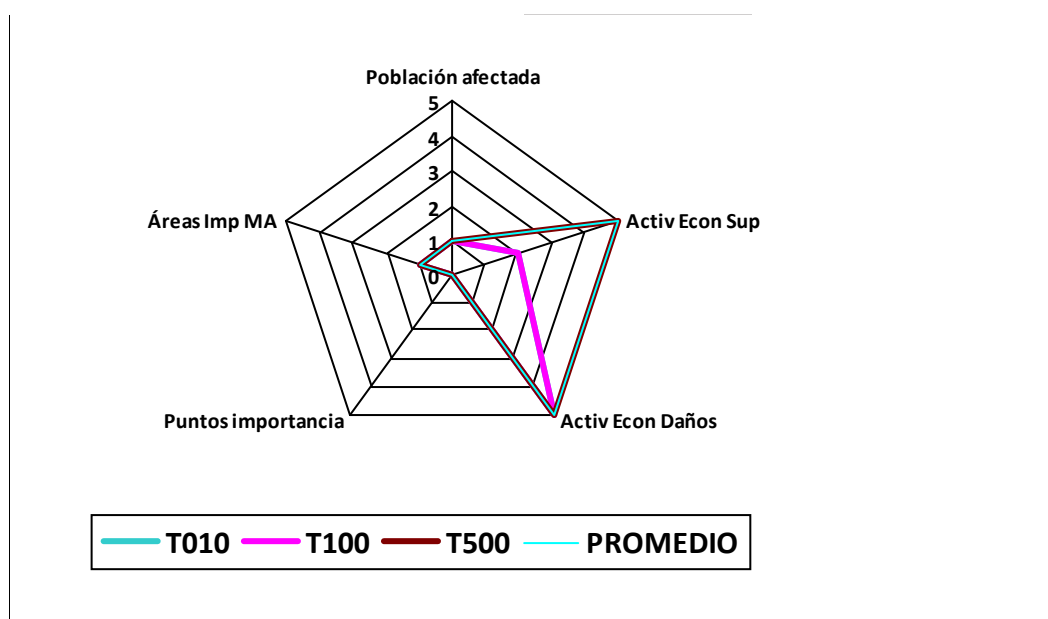 Población afectada
5
4
3
2
1
0
Áreas Imp MA
Activ Econ Sup
Puntos importancia
Activ Econ Daños
T010 T100 T500 PROMEDIO